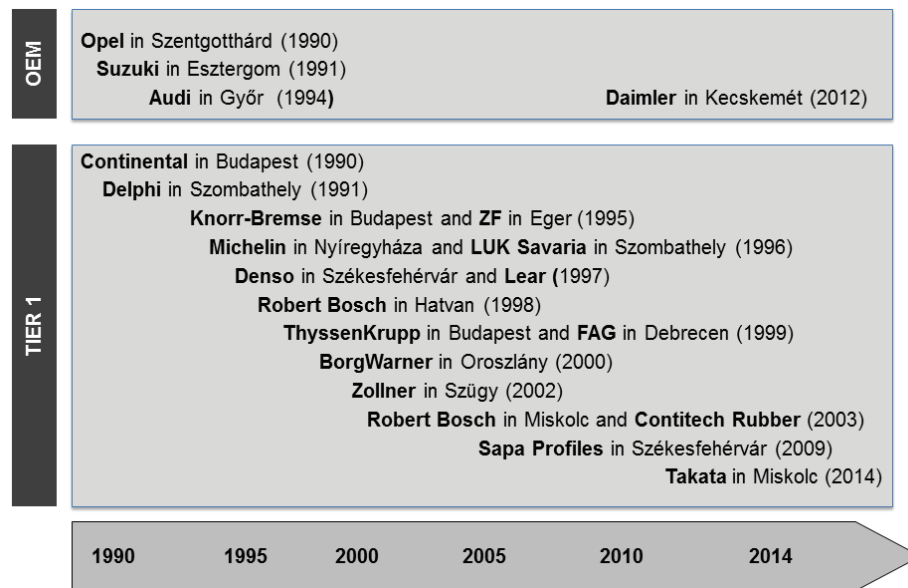 OEM
Opel in Szentgotthárd (1990)
Suzuki in Esztergom (1991)
Audi in Győr (1994)
Daimler in Kecskemét (2012)
TIER 1
Continental in Budapest (1990)
Delphi in Szombathely (1991)
Knorr-Bremse in Budapest and ZF in Eger (1995)
Michelin in Nyíregyháza and LUK Savaria in Szombathely (1996)
Denso in Székesfehérvár and Lear (1997)
Robert Bosch in Hatvan (1998)
ThyssenKrupp in Budapest and FAG in Debrecen (1999)
BorgWarner in Oroszlány (2000)
Zollner in Szügy (2002)
Robert Bosch in Miskolc and Contitech Rubber (2003)
Sapa Profiles in Székesfehérvár (2009)
Takata in Miskolc (2014)
1990 1995 2000 2005 2010 2014